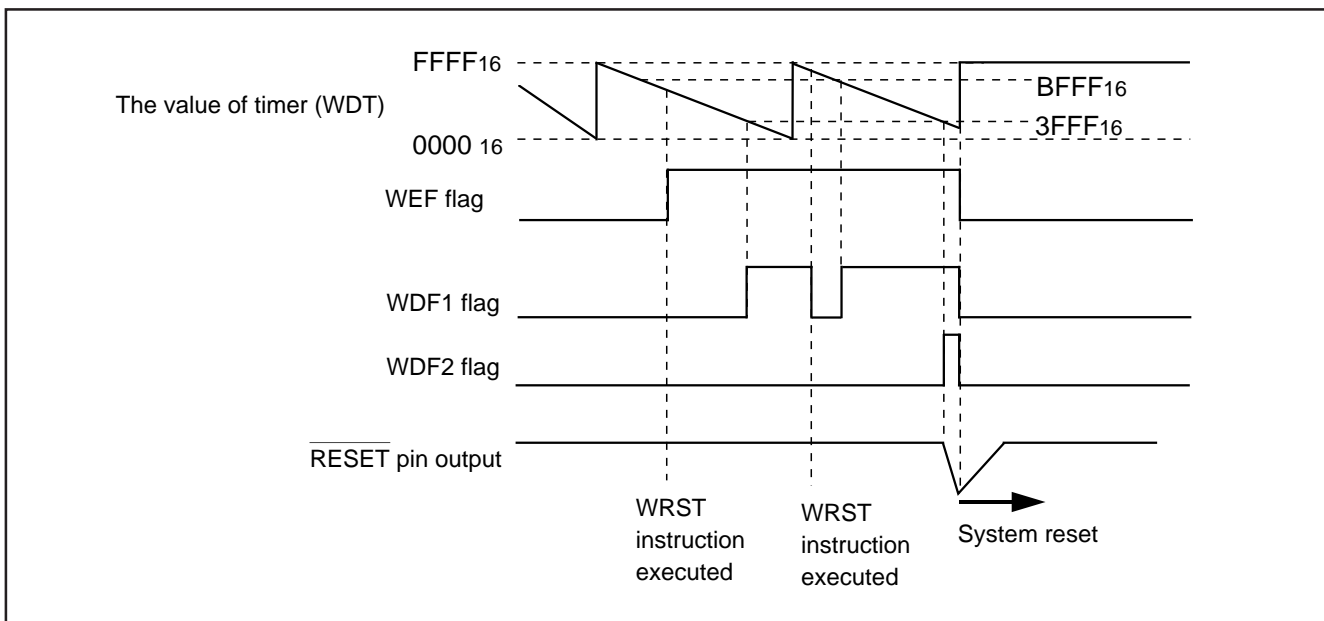 FFFF16
BFFF16
The value of timer (WDT)
3FFF16
0000 16
WEF flag
WDF1 flag
WDF2 flag
RESET pin output
WRST
instruction
executed
WRST
instruction
executed
System reset